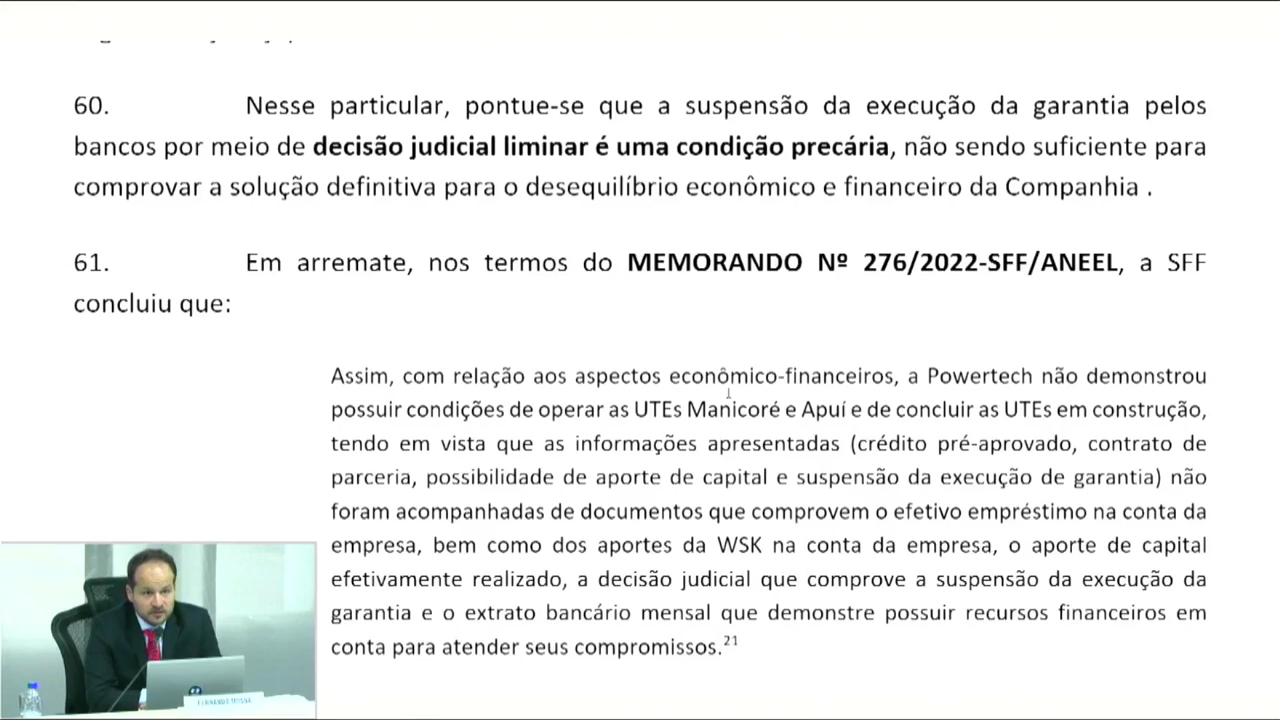 60. Nesse particular, pontue-se que a suspensão da execução da garantia pelos
bancos por meio de decisão judicial liminar é uma condição precária, não sendo suficiente para
comprovar a solução definitiva para o desequilíbrio econômico e financeiro da Companhia .
61. Em arremate, nos termos do MEMORANDO Nº 276/2022-SFF/ANEEL, a SFF
concluiu que:
Assim, com relação aos aspectos econômico-financeiros, a Powertech não demonstrou
possuir condições de operar as UTEs Manicoré e Apuí e de concluir as UTEs em construção,
tendo em vista que as informações apresentadas (crédito pré-aprovado, contrato de
parceria, possibilidade de aporte de capital e suspensão da execução de garantia) não
foram acompanhadas de documentos que comprovem o efetivo empréstimo na conta da
empresa, bem como dos aportes da WSK na conta da empresa, o aporte de capital
efetivamente realizado, a decisão judicial que comprove a suspensão da execução da
garantia e o extrato bancário mensal que demonstre possuir recursos financeiros em
conta para atender seus compromissos.21